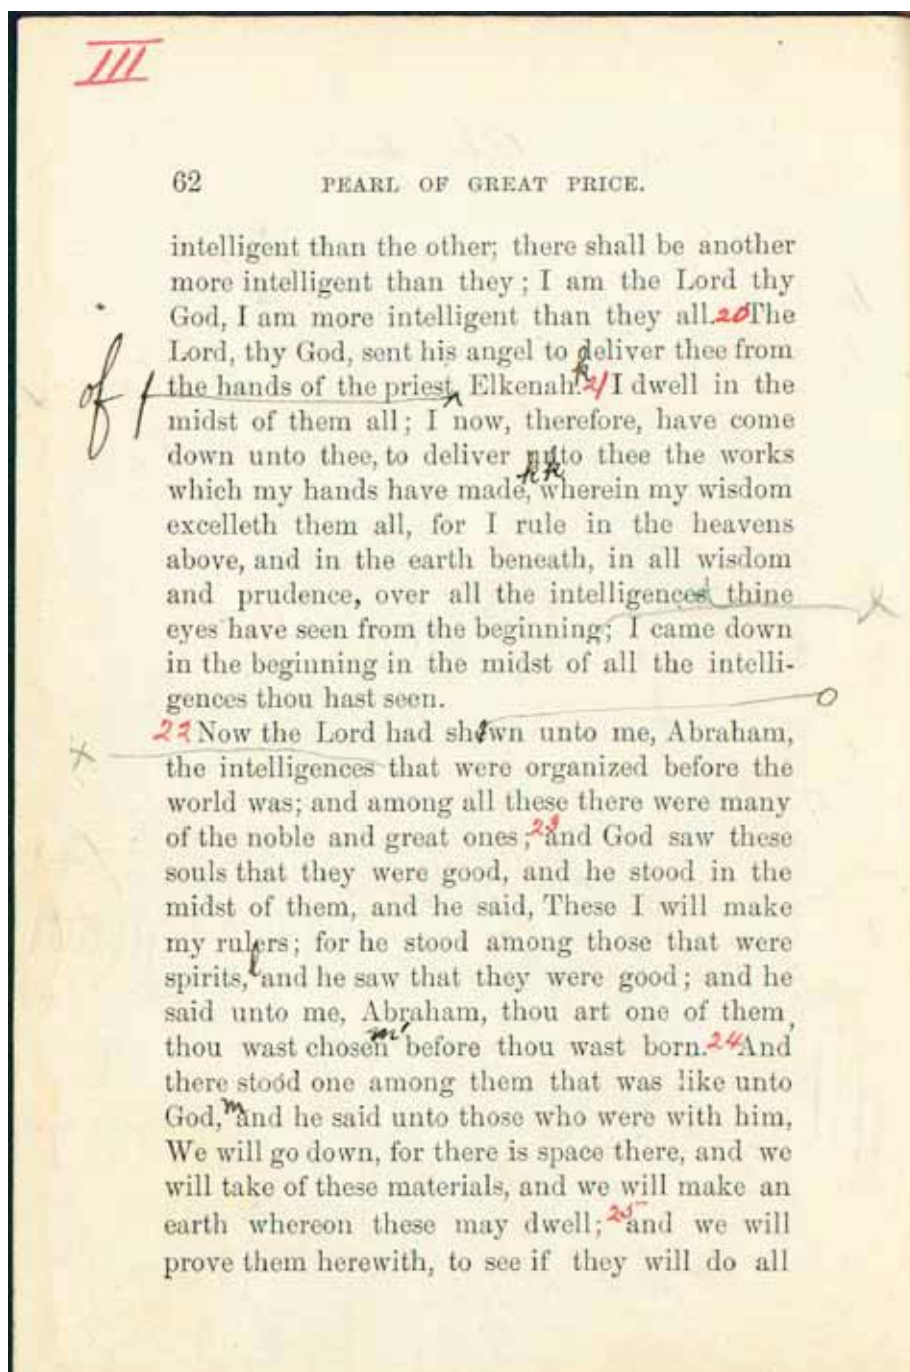 III
62 PEARL OF GREAT PRICE.
intelligent than the other; there shall be another
more intelligent than they; I am the Lord thy
God, I am more intelligent than they all. 20 The
Lord, thy God, sent his angel to deliver thee from
of the hands of the priest ‸ Elkenah. k 21 I dwell in the
midst of them all; I now, therefore, have come
down unto thee, to deliver unto thee the works
which my hands have made, kk wherein my wisdom
excelleth them all, for I rule in the heavens
above, and in the earth beneath, in all wisdom
and prudence, over all the intelligences thine
eyes have seen from the beginning; I came down
in the beginning in the midst of all the intelli-
gences thou hast seen.
22 Now the Lord had shown unto me, Abraham,
the intelligences that were organized before the
world was; and among all these there were many
of the noble and great ones; 23 and God saw these
souls that they were good, and he stood in the
midst of them, and he said, These I will make
my rulers; for he stood among those that were
spirits, l and he saw that they were good; and he
said unto me, Abraham, thou art one of them,
thou wast chosen m before thou wast born. 24 And
there stood one among them that was like unto
God, m and he said unto those who were with him,
We will go down, for there is space there, and we
will take of these materials, and we will make an
earth whereon these may dwell; 25 and we will
prove them herewith, to see if they will do all